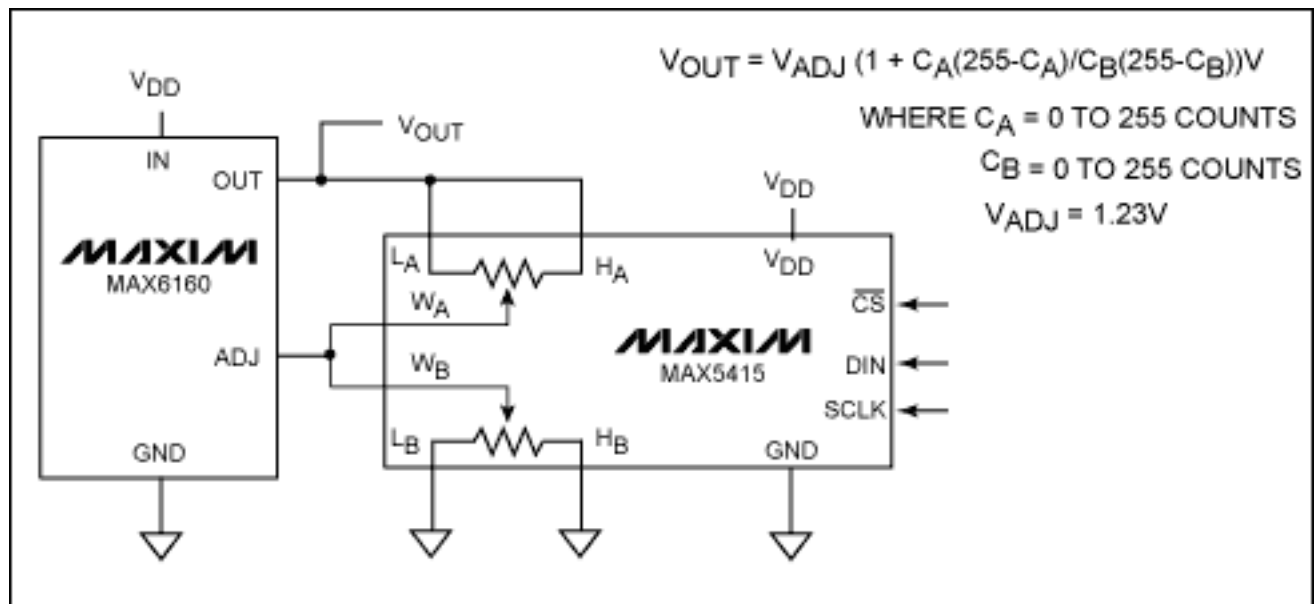 VOUT = VADJ (1 + CA(255-CA)/CB(255-CB))V
WHERE CA = 0 TO 255 COUNTS
CB = 0 TO 255 COUNTS
VADJ = 1.23V
VDD
VOUT
IN
OUT
MAXIM
MAX6160
ADJ
GND
VDD
LA
HA
VDD
WA
CS
MAXIM
MAX5415
WB
DIN
SCLK
LB
HB
GND